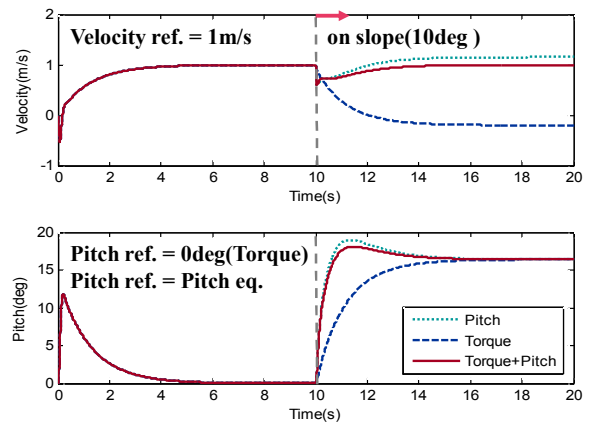 2
1
0
-1
Velocity(m/s)
Velocity ref. = 1m/s
on slope(10deg )
0 2 4 6 8 10 12 14 16 18 20
Time(s)
20
15
10
5
0
Pitch(deg)
Pitch ref. = 0deg(Torque)
Pitch ref. = Pitch eq.
Pitch
Torque
Torque+Pitch
0 2 4 6 8 10 12 14 16 18 20
Time(s)